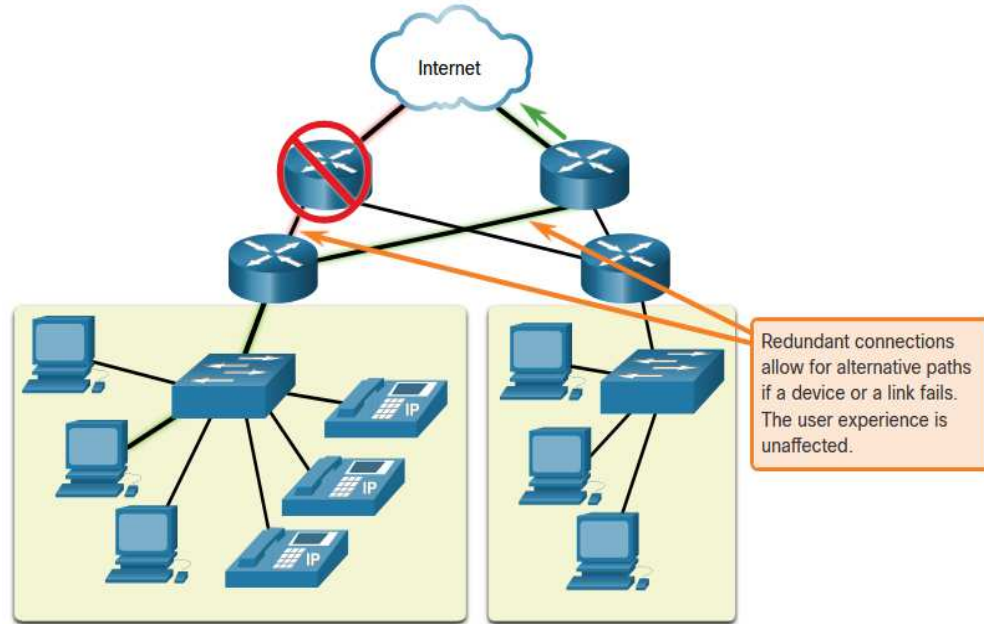 Internet
Redundant connections
allow for alternative paths
if a device or a link fails.
The user experience is
unaffected.
IP
IP
IP